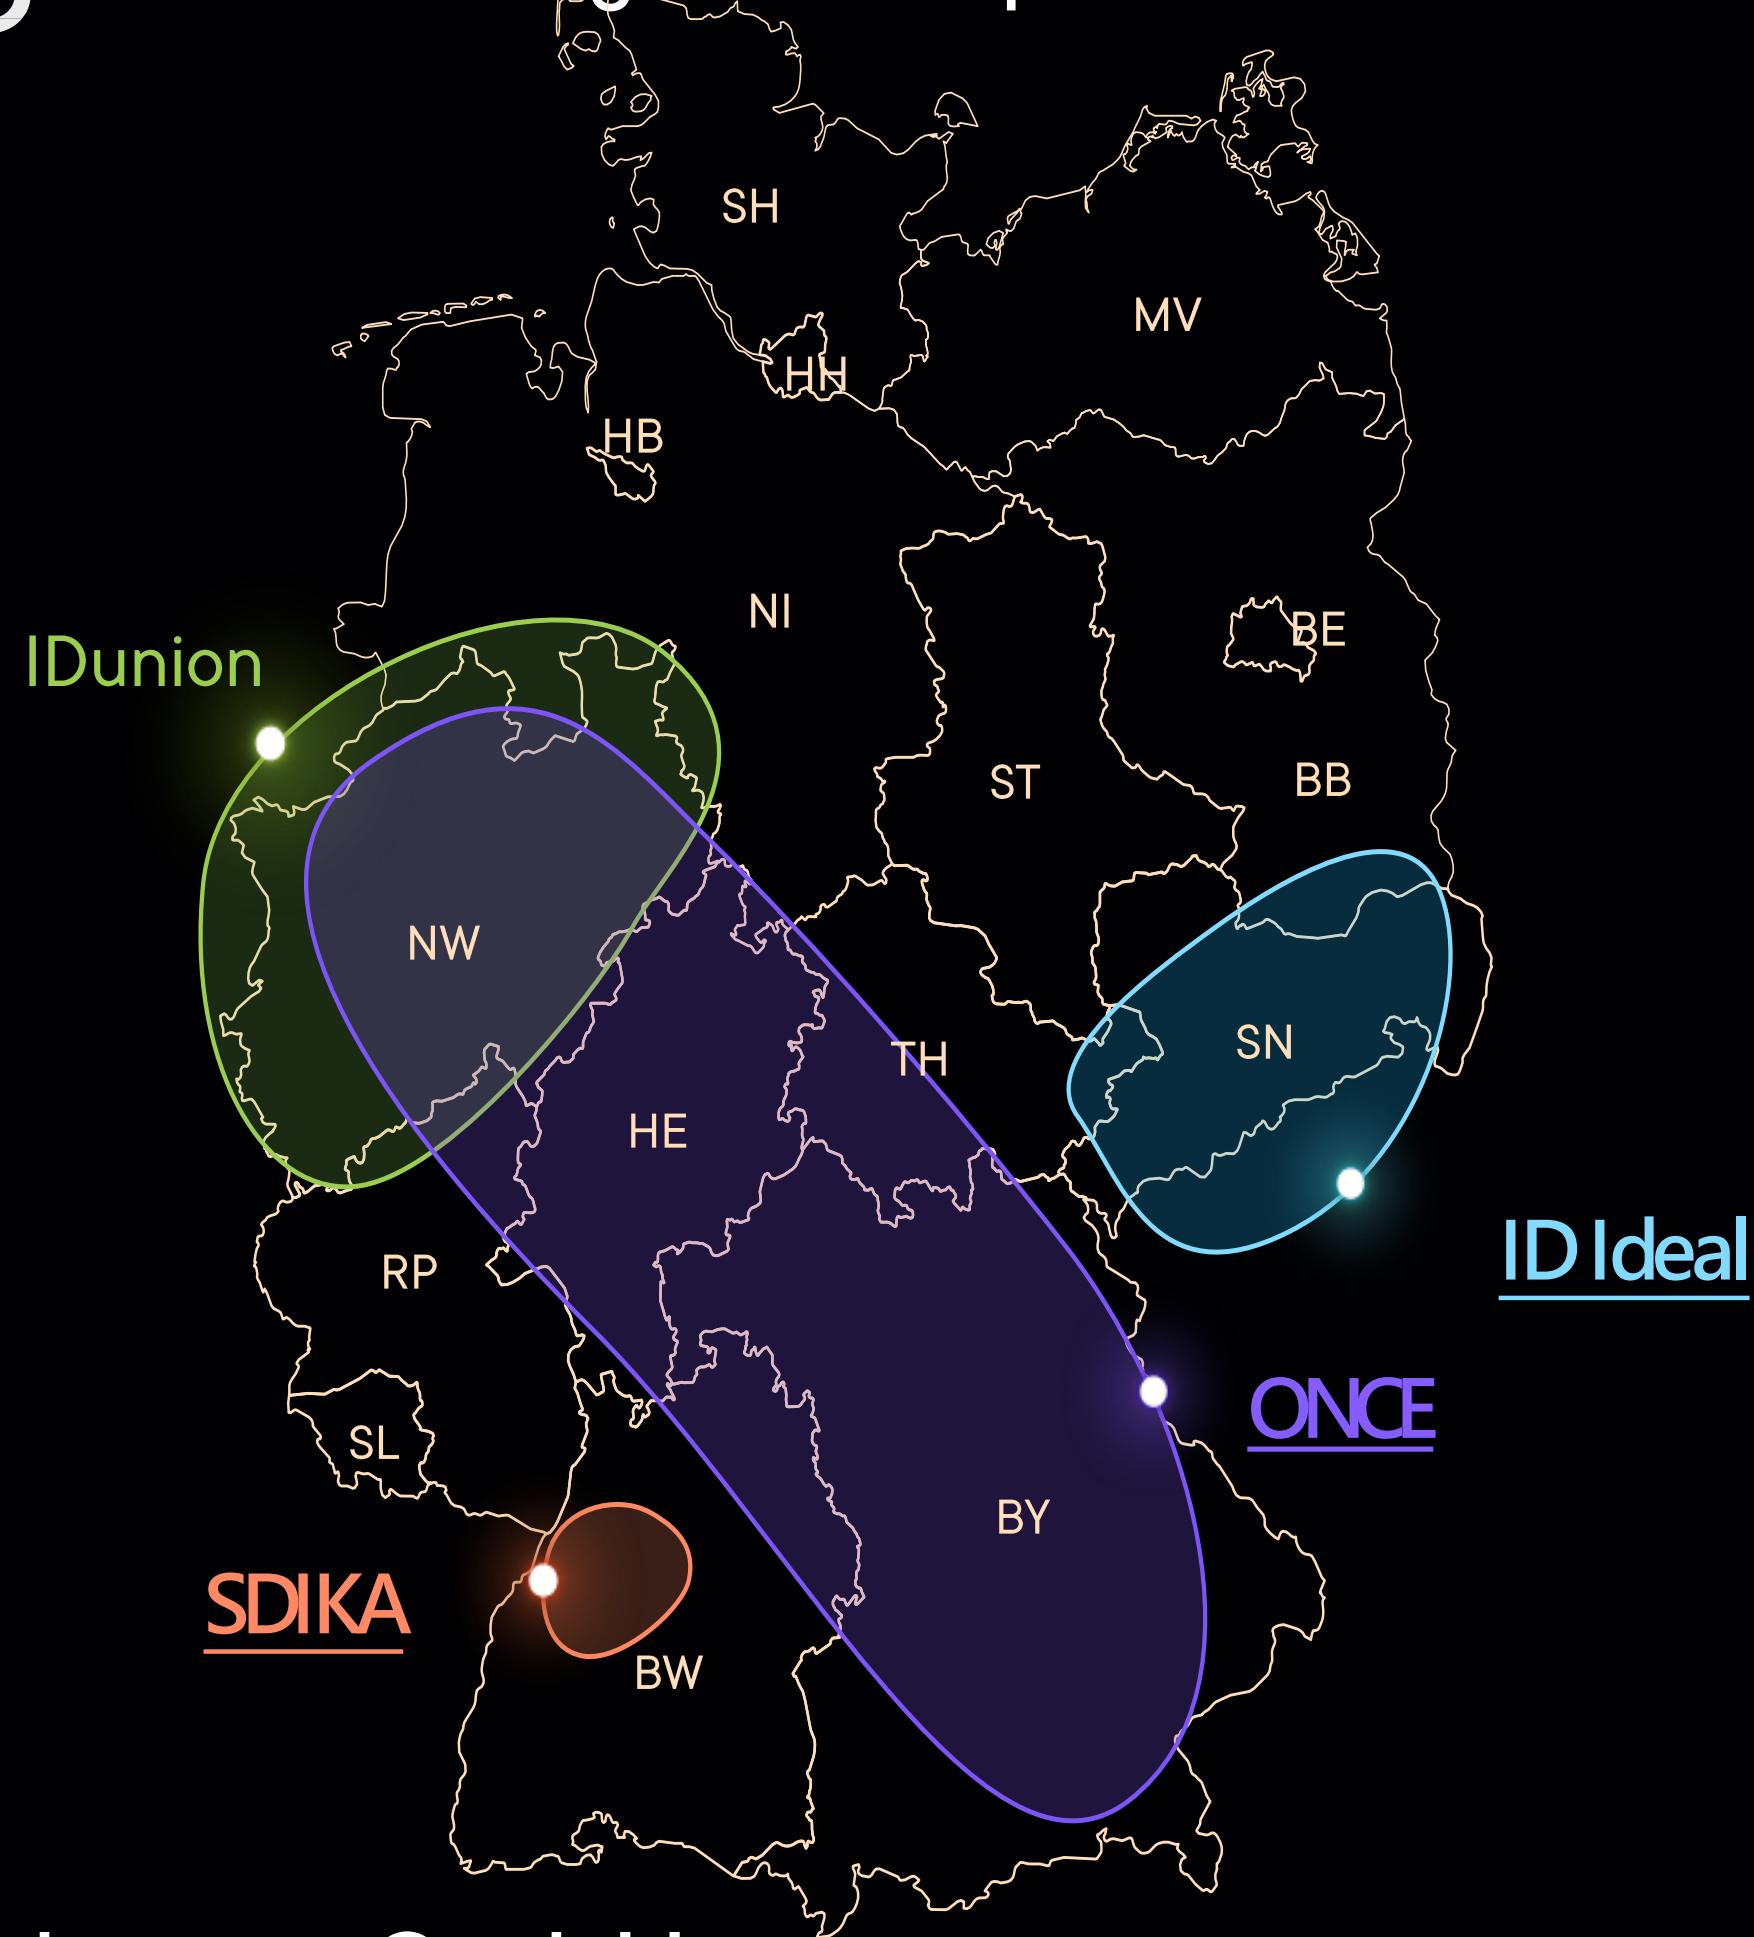 SH
MV
HH
HB
NI
BE
IDunion
ST
BB
NW
SN
TH
HE
ID Ideal
RP
ONCE
SL
BY
SDIKA
BW